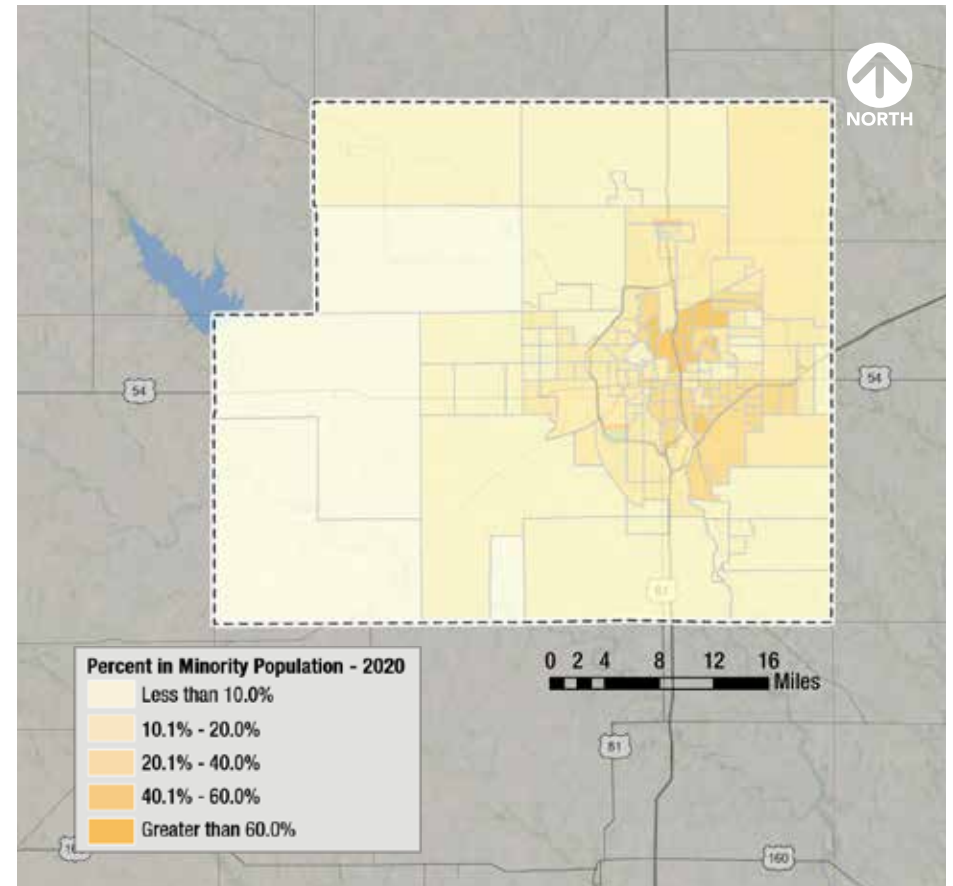 NORTH
54
54
81
0 2 4 8 12 16
Miles
Percent in Minority Population - 2020
Less than 10.0%
10.1% - 20.0%
20.1% - 40.0%
40.1% - 60.0%
Greater than 60.0%
81
160